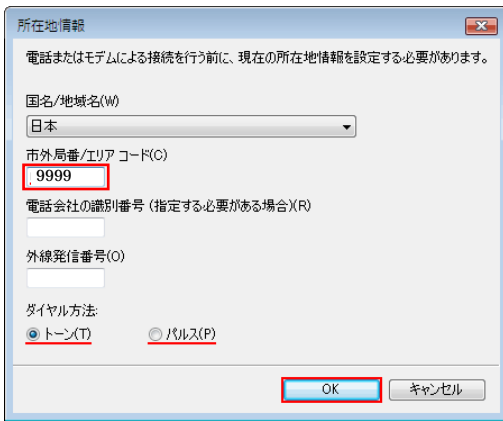 所在地情報
電話またはモデムによる接続を行う前に、現在の所在地情報を設定する必要があります。
国名/地域名(W)
日本
市外局番/エリア コード(C)
9999
電話会社の識別番号 (指定する必要がある場合)(R)
外線発信番号(O)
ダイヤル方法:
トーン(T) パルス(P)
OK キャンセル